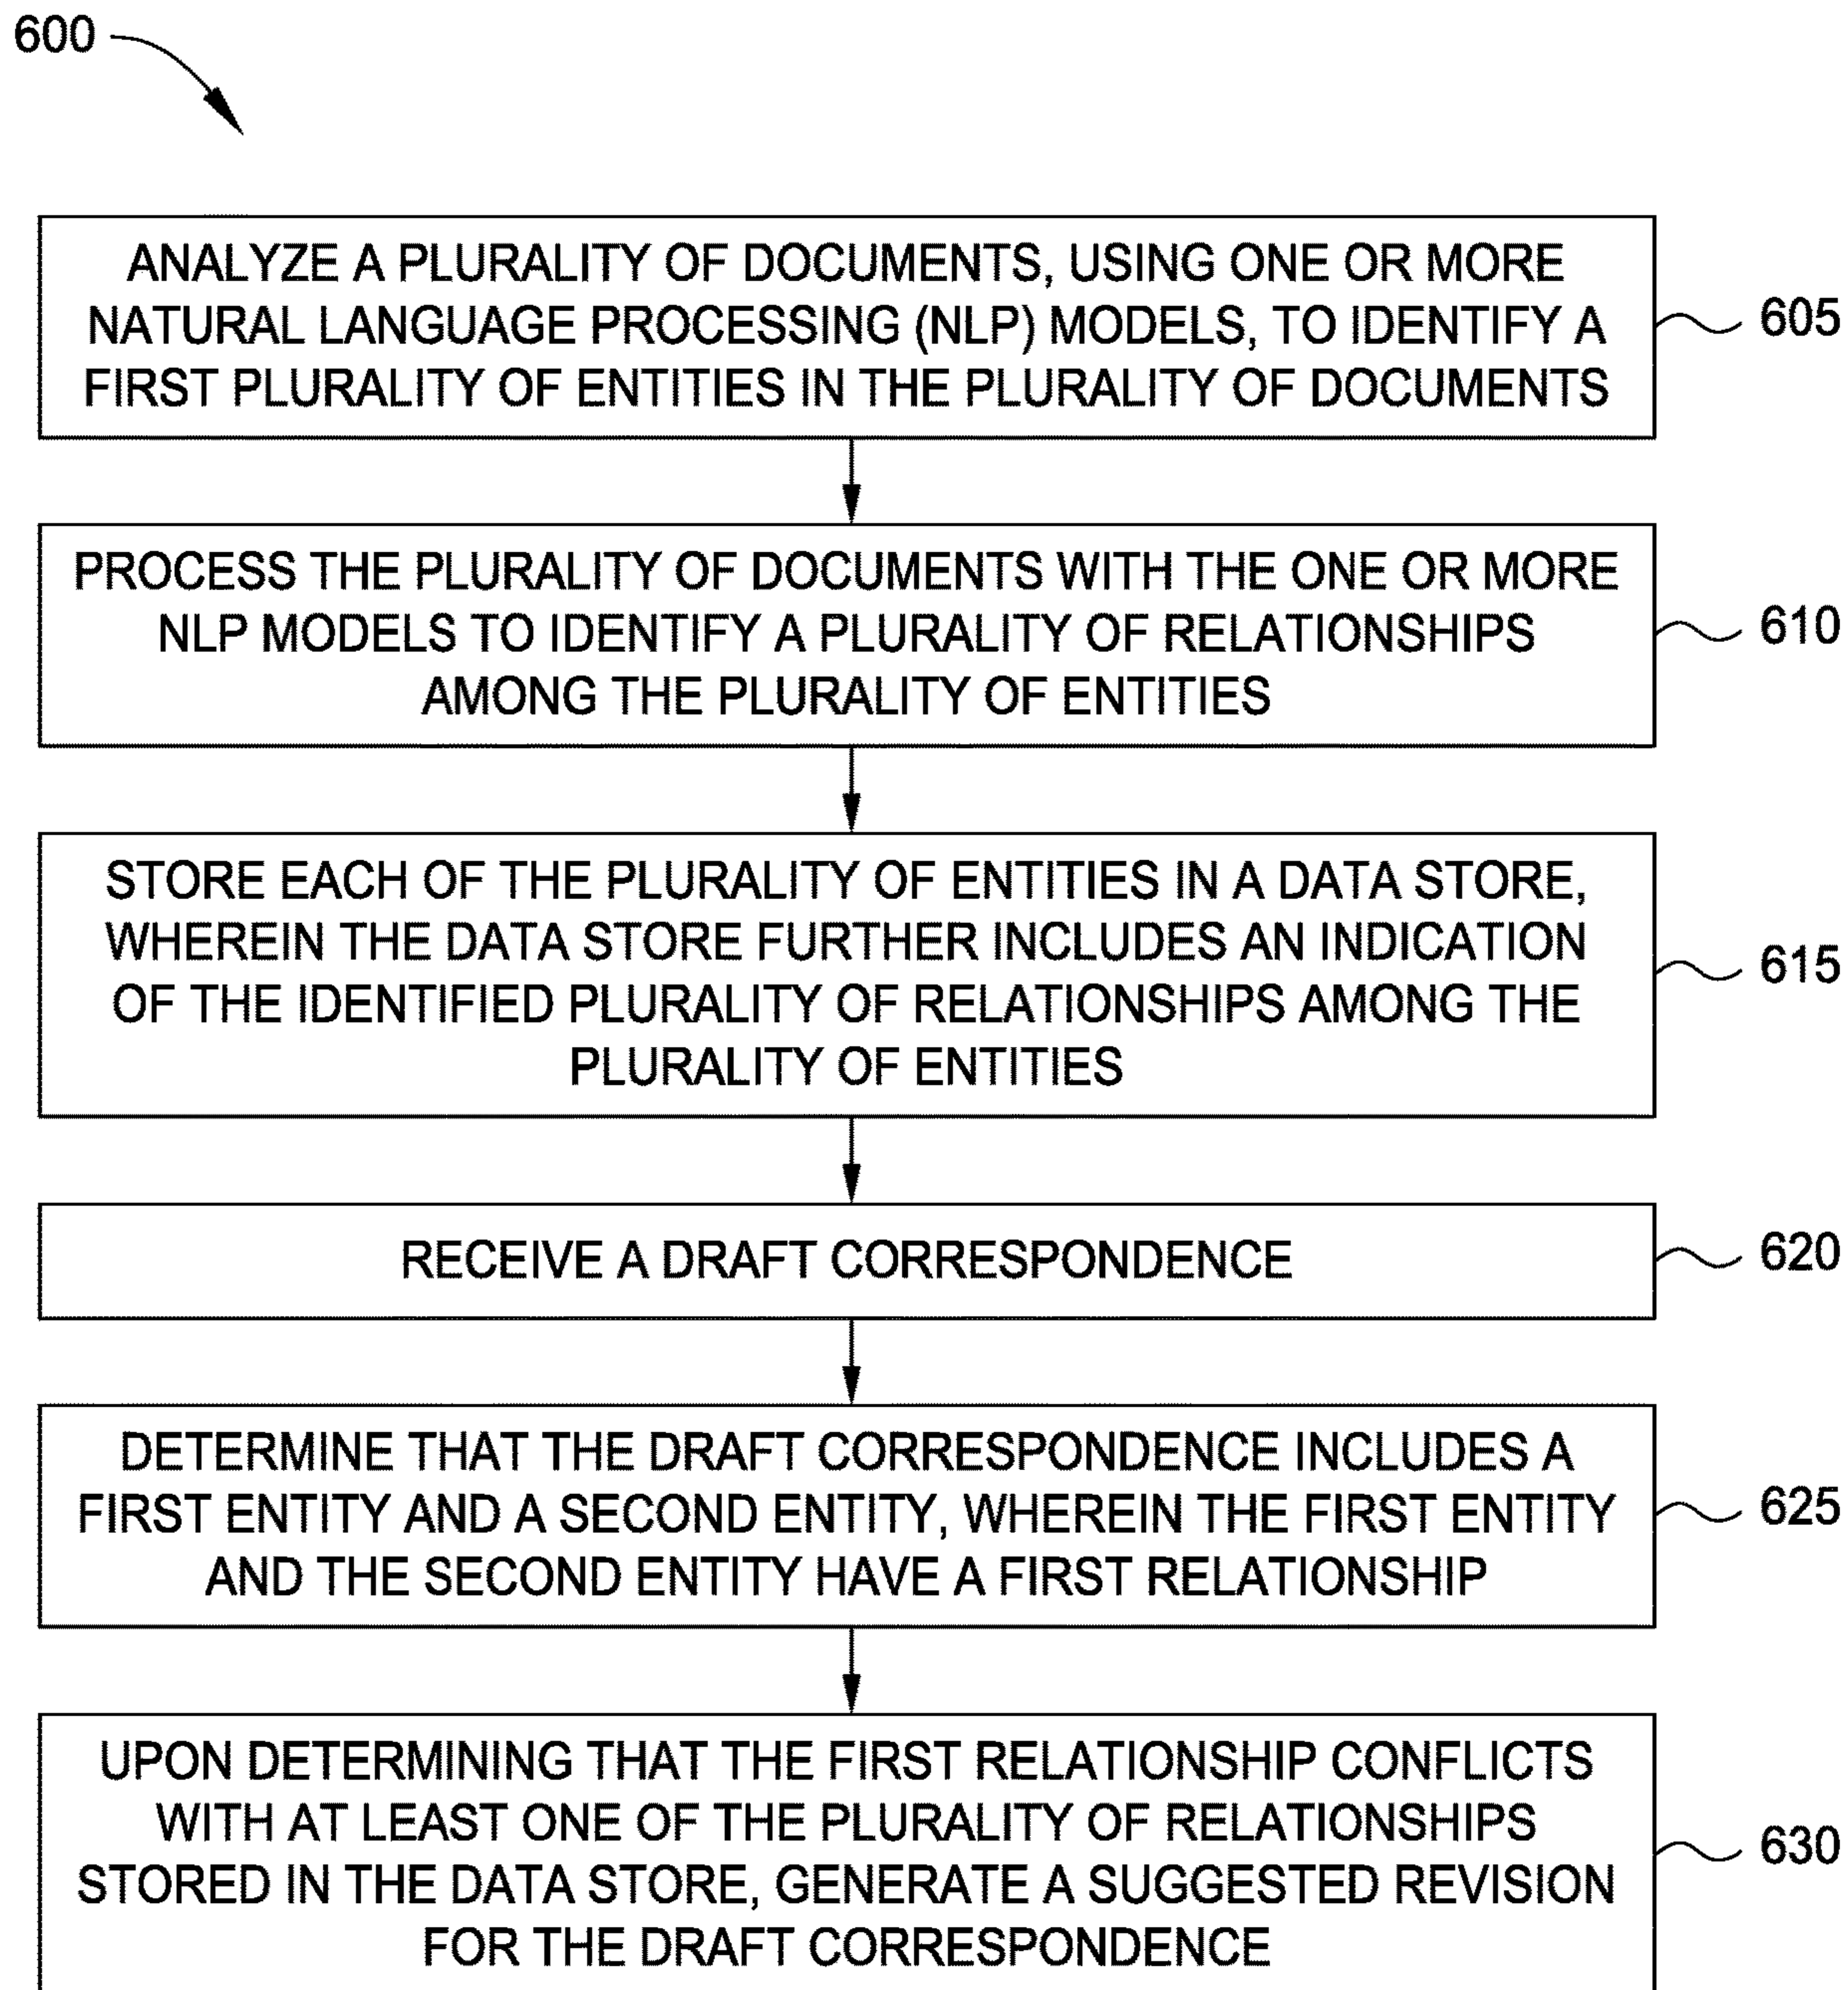 600
ANALYZE A PLURALITY OF DOCUMENTS, USING ONE OR MORE
NATURAL LANGUAGE PROCESSING (NLP) MODELS, TO IDENTIFY A
FIRST PLURALITY OF ENTITIES IN THE PLURALITY OF DOCUMENTS
605
PROCESS THE PLURALITY OF DOCUMENTS WITH THE ONE OR MORE
NLP MODELS TO IDENTIFY A PLURALITY OF RELATIONSHIPS
AMONG THE PLURALITY OF ENTITIES
610
STORE EACH OF THE PLURALITY OF ENTITIES IN A DATA STORE,
WHEREIN THE DATA STORE FURTHER INCLUDES AN INDICATION
OF THE IDENTIFIED PLURALITY OF RELATIONSHIPS AMONG THE
PLURALITY OF ENTITIES
615
RECEIVE A DRAFT CORRESPONDENCE
620
DETERMINE THAT THE DRAFT CORRESPONDENCE INCLUDES A
FIRST ENTITY AND A SECOND ENTITY, WHEREIN THE FIRST ENTITY
AND THE SECOND ENTITY HAVE A FIRST RELATIONSHIP
625
UPON DETERMINING THAT THE FIRST RELATIONSHIP CONFLICTS
WITH AT LEAST ONE OF THE PLURALITY OF RELATIONSHIPS
STORED IN THE DATA STORE, GENERATE A SUGGESTED REVISION
FOR THE DRAFT CORRESPONDENCE
630